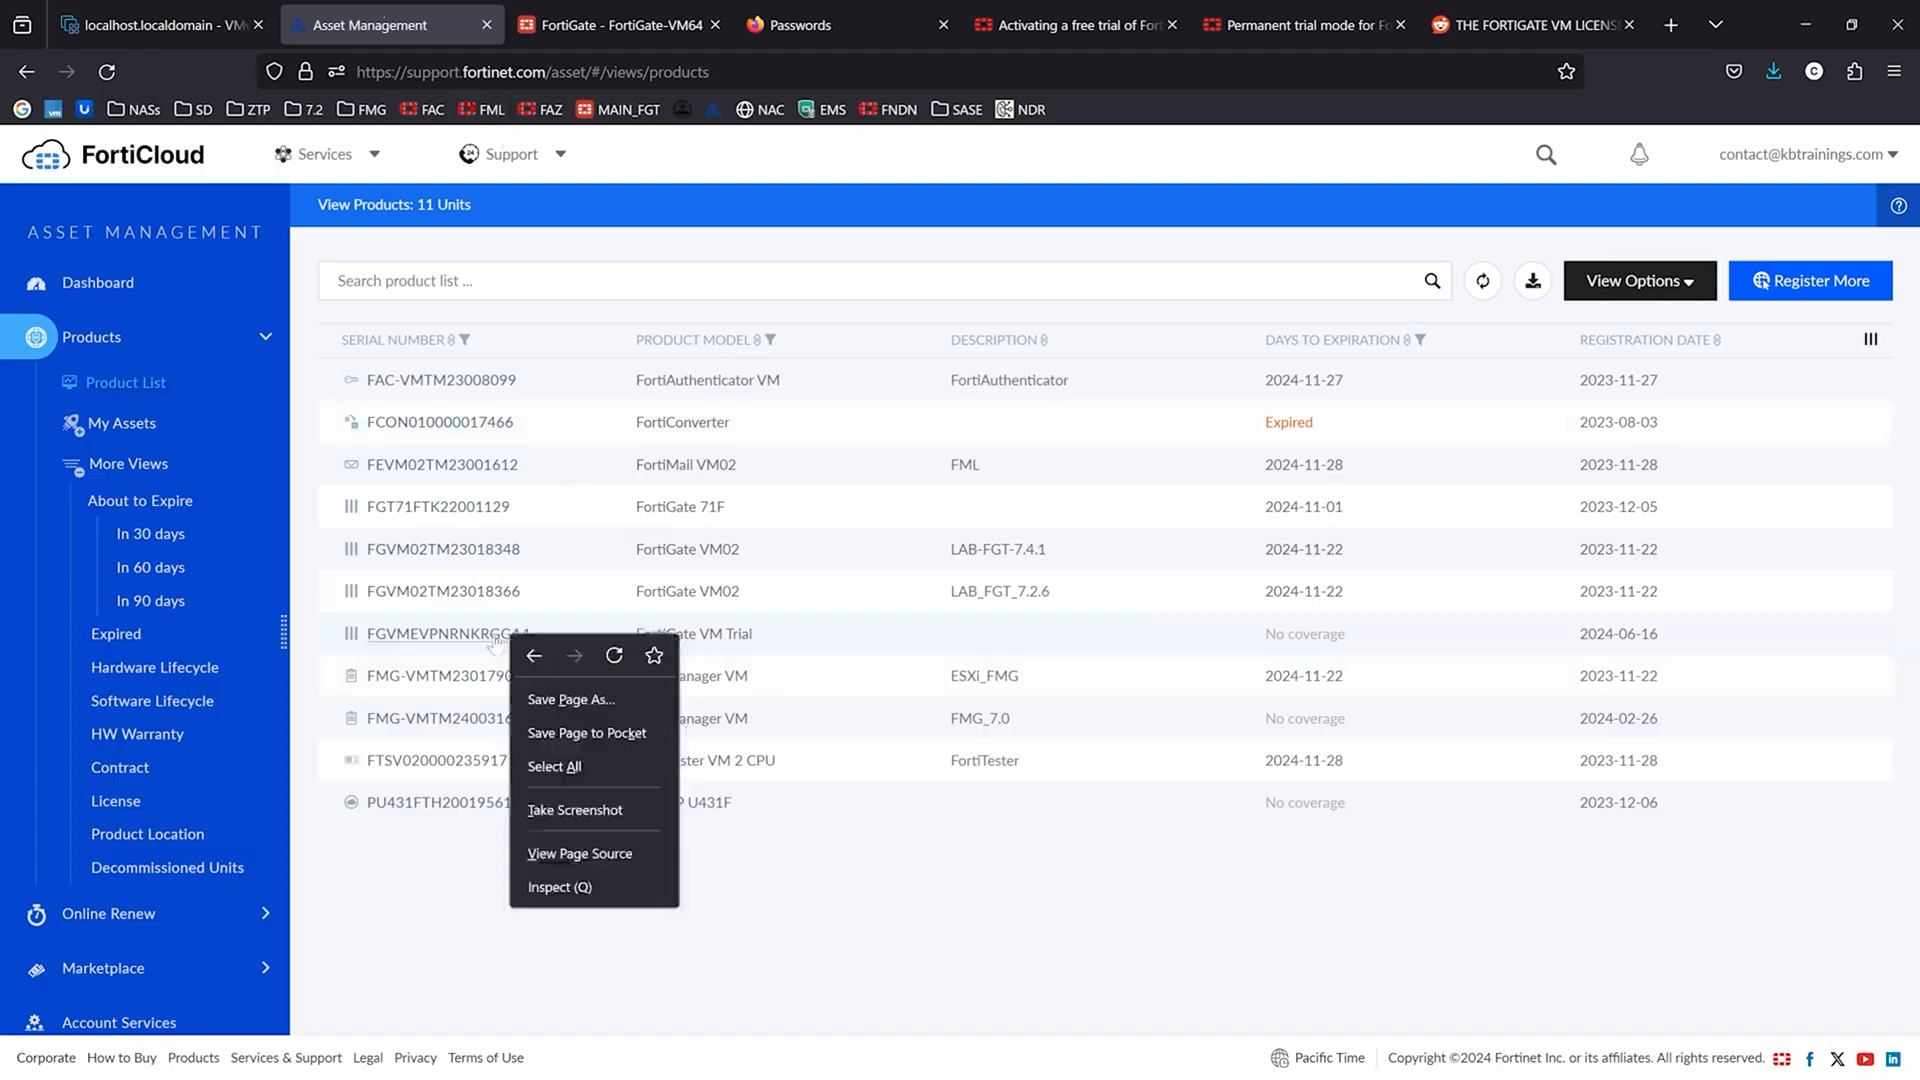 localhost.localdomain - VM
Asset Management
FortiGate - FortiGate-VM64
Passwords
Activating a free trial of For
Permanent trial mode for Fo
THE FORTIGATE VM LICENS
https://support.fortinet.com/asset/#/views/products
NASs SD ZTP 7.2 FMG FAC FML FAZ MAIN_FGT NAC EMS FNDN SASE NDR
FortiCloud
Services
Support
contact@kbtrainings.com
View Products: 11 Units
ASSET MANAGEMENT
Dashboard
Products
Product List
My Assets
More Views
About to Expire
In 30 days
In 60 days
In 90 days
Expired
Hardware Lifecycle
Software Lifecycle
HW Warranty
Contract
License
Product Location
Decommissioned Units
Online Renew
Marketplace
Account Services
Search product list ...
View Options
Register More
SERIAL NUMBER PRODUCT MODEL DESCRIPTION DAYS TO EXPIRATION REGISTRATION DATE
FAC-VMTM23008099 FortiAuthenticator VM FortiAuthenticator 2024-11-27 2023-11-27
FCON010000017466 FortiConverter Expired 2023-08-03
FEVM02TM23001612 FortiMail VM02 FML 2024-11-28 2023-11-28
FGT71FTK22001129 FortiGate 71F 2024-11-01 2023-12-05
FGVM02TM23018348 FortiGate VM02 LAB-FGT-7.4.1 2024-11-22 2023-11-22
FGVM02TM23018366 FortiGate VM02 LAB_FGT_7.2.6 2024-11-22 2023-11-22
FortiGate VM Trial No coverage 2024-06-16
FMG-VMTM2301790 anager VM ESXi_FMG 2024-11-22 2023-11-22
FMG-VMTM2400316 anager VM FMG_7.0 No coverage 2024-02-26
FTSV020000235917 ster VM 2 CPU FortiTester 2024-11-28 2023-11-28
PU431FTH20019561 P U431F No coverage 2023-12-06
Save Page As...
Save Page to Pocket
Select All
Take Screenshot
View Page Source
Inspect (Q)
Corporate How to Buy Products Services & Support Legal Privacy Terms of Use
Pacific Time
Copyright ©2024 Fortinet Inc. or its affiliates. All rights reserved.